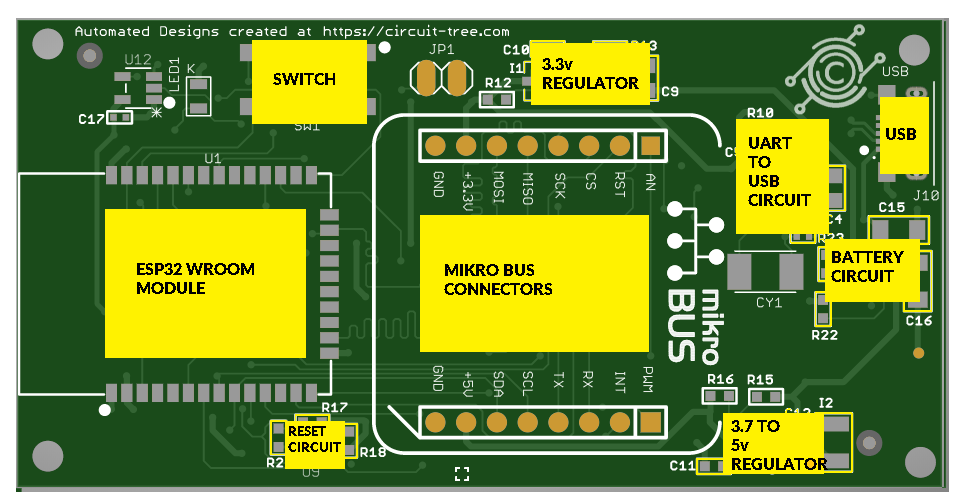 Automated Designs created at https://circuit-tree.com
U12
LED1
K
C17
SWITCH
SW1
JP1
C10
R13
I1
3.3v
REGULATOR
C9
R12
USB
USB
J10
R10
UART
TO
USB
CIRCUIT
C4
R23
C15
BATTERY
CIRCUIT
C16
R22
CY1
U1
ESP32 WROOM
MODULE
GND
+3.3V
MOSI
MISO
SCK
CS
RST
AN
MIKRO BUS
CONNECTORS
mikro
BUS
GND
+5V
SDA
SCL
TX
RX
INT
PWM
R17
RESET
CIRCUIT
R18
U9
R16
R15
I2
3.7 TO
5v
REGULATOR
C11